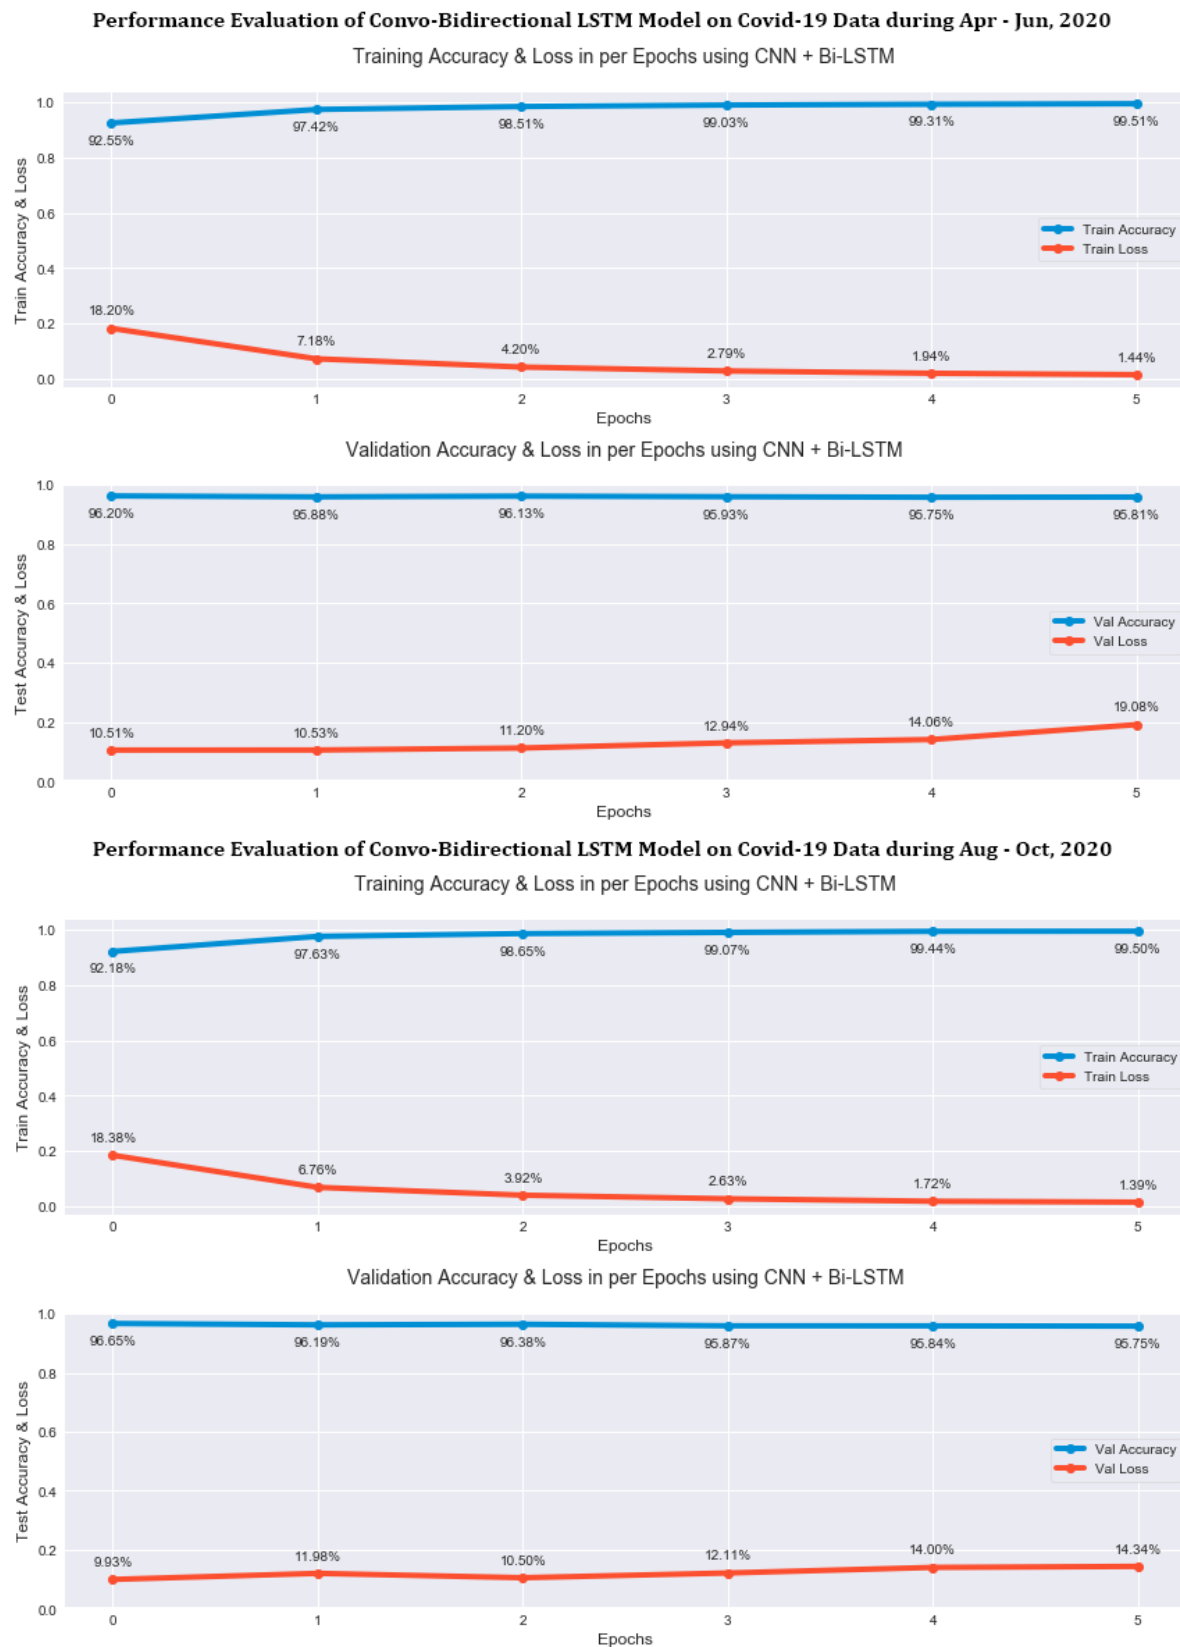 Performance Evaluation of Convo-Bidirectional LSTM Model on Covid-19 Data during Apr - Jun, 2020
Training Accuracy & Loss in per Epochs using CNN + Bi-LSTM
Train Accuracy & Loss
1.0
0.8
0.6
0.4
0.2
0.0
92.55%
97.42%
98.51%
99.03%
99.31%
99.51%
Train Accuracy
Train Loss
18.20%
7.18%
4.20%
2.79%
1.94%
1.44%
0 1 2 3 4 5
Epochs
Validation Accuracy & Loss in per Epochs using CNN + Bi-LSTM
Test Accuracy & Loss
1.0
0.8
0.6
0.4
0.2
0.0
96.20%
95.88%
96.13%
95.93%
95.75%
95.81%
Val Accuracy
Val Loss
10.51%
10.53%
11.20%
12.94%
14.06%
19.08%
0 1 2 3 4 5
Epochs
Performance Evaluation of Convo-Bidirectional LSTM Model on Covid-19 Data during Aug - Oct, 2020
Training Accuracy & Loss in per Epochs using CNN + Bi-LSTM
Train Accuracy & Loss
1.0
0.8
0.6
0.4
0.2
0.0
92.18%
97.63%
98.65%
99.07%
99.44%
99.50%
Train Accuracy
Train Loss
18.38%
6.76%
3.92%
2.63%
1.72%
1.39%
0 1 2 3 4 5
Epochs
Validation Accuracy & Loss in per Epochs using CNN + Bi-LSTM
Test Accuracy & Loss
1.0
0.8
0.6
0.4
0.2
0.0
96.65%
96.19%
96.38%
95.87%
95.84%
95.75%
Val Accuracy
Val Loss
9.93%
11.98%
10.50%
12.11%
14.00%
14.34%
0 1 2 3 4 5
Epochs